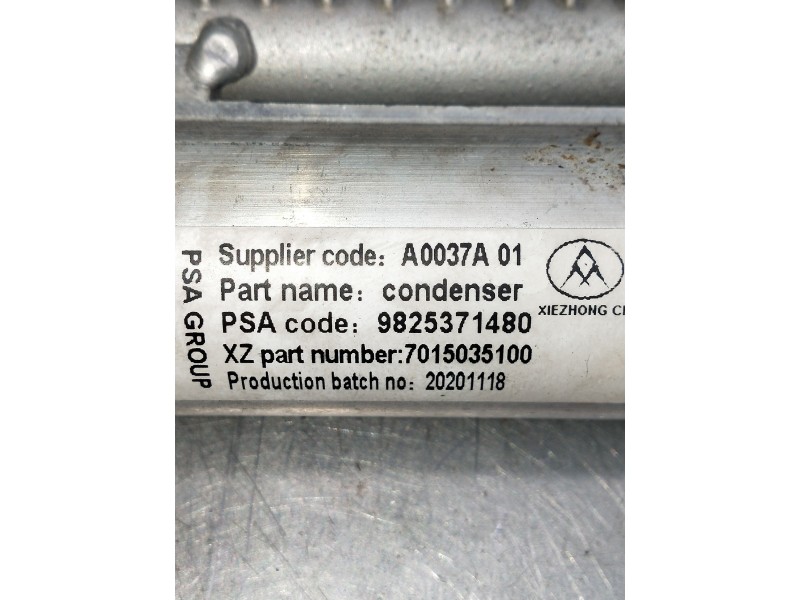 PSA GROUP
Supplier code: A0037A 01
Part name: condenser
PSA code: 9825371480
XZ part number:7015035100
Production batch no: 20201118
XIEZHONG